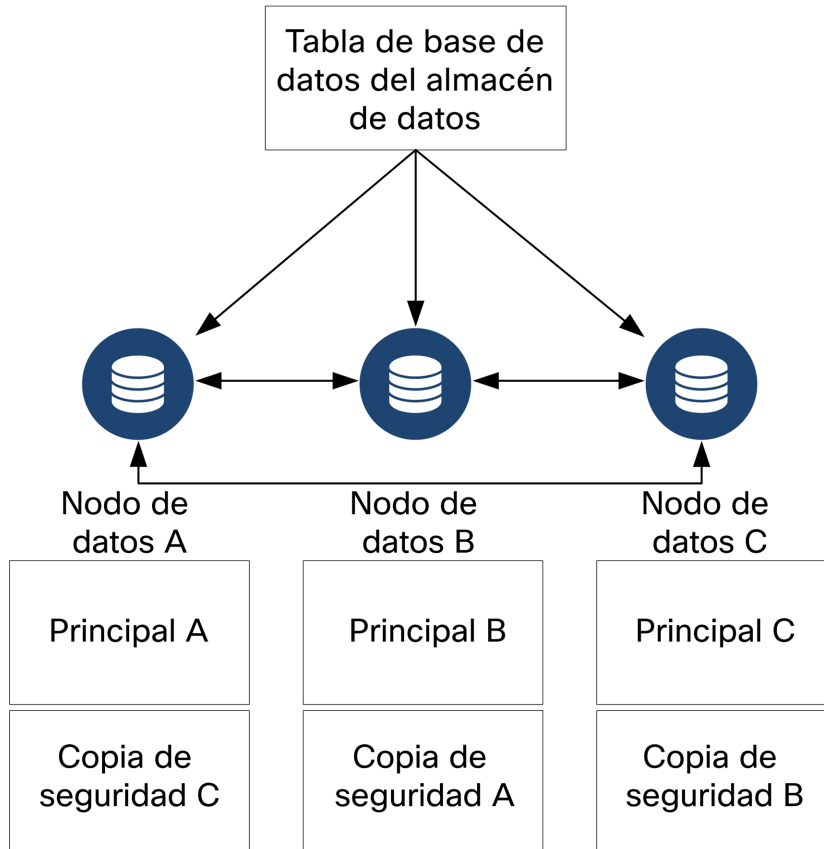 Tabla de base de
datos del almacén
de datos
Nodo de
datos A
Nodo de
datos B
Nodo de
datos C
Principal A
Principal B
Principal C
Copia de
seguridad C
Copia de
seguridad A
Copia de
seguridad B